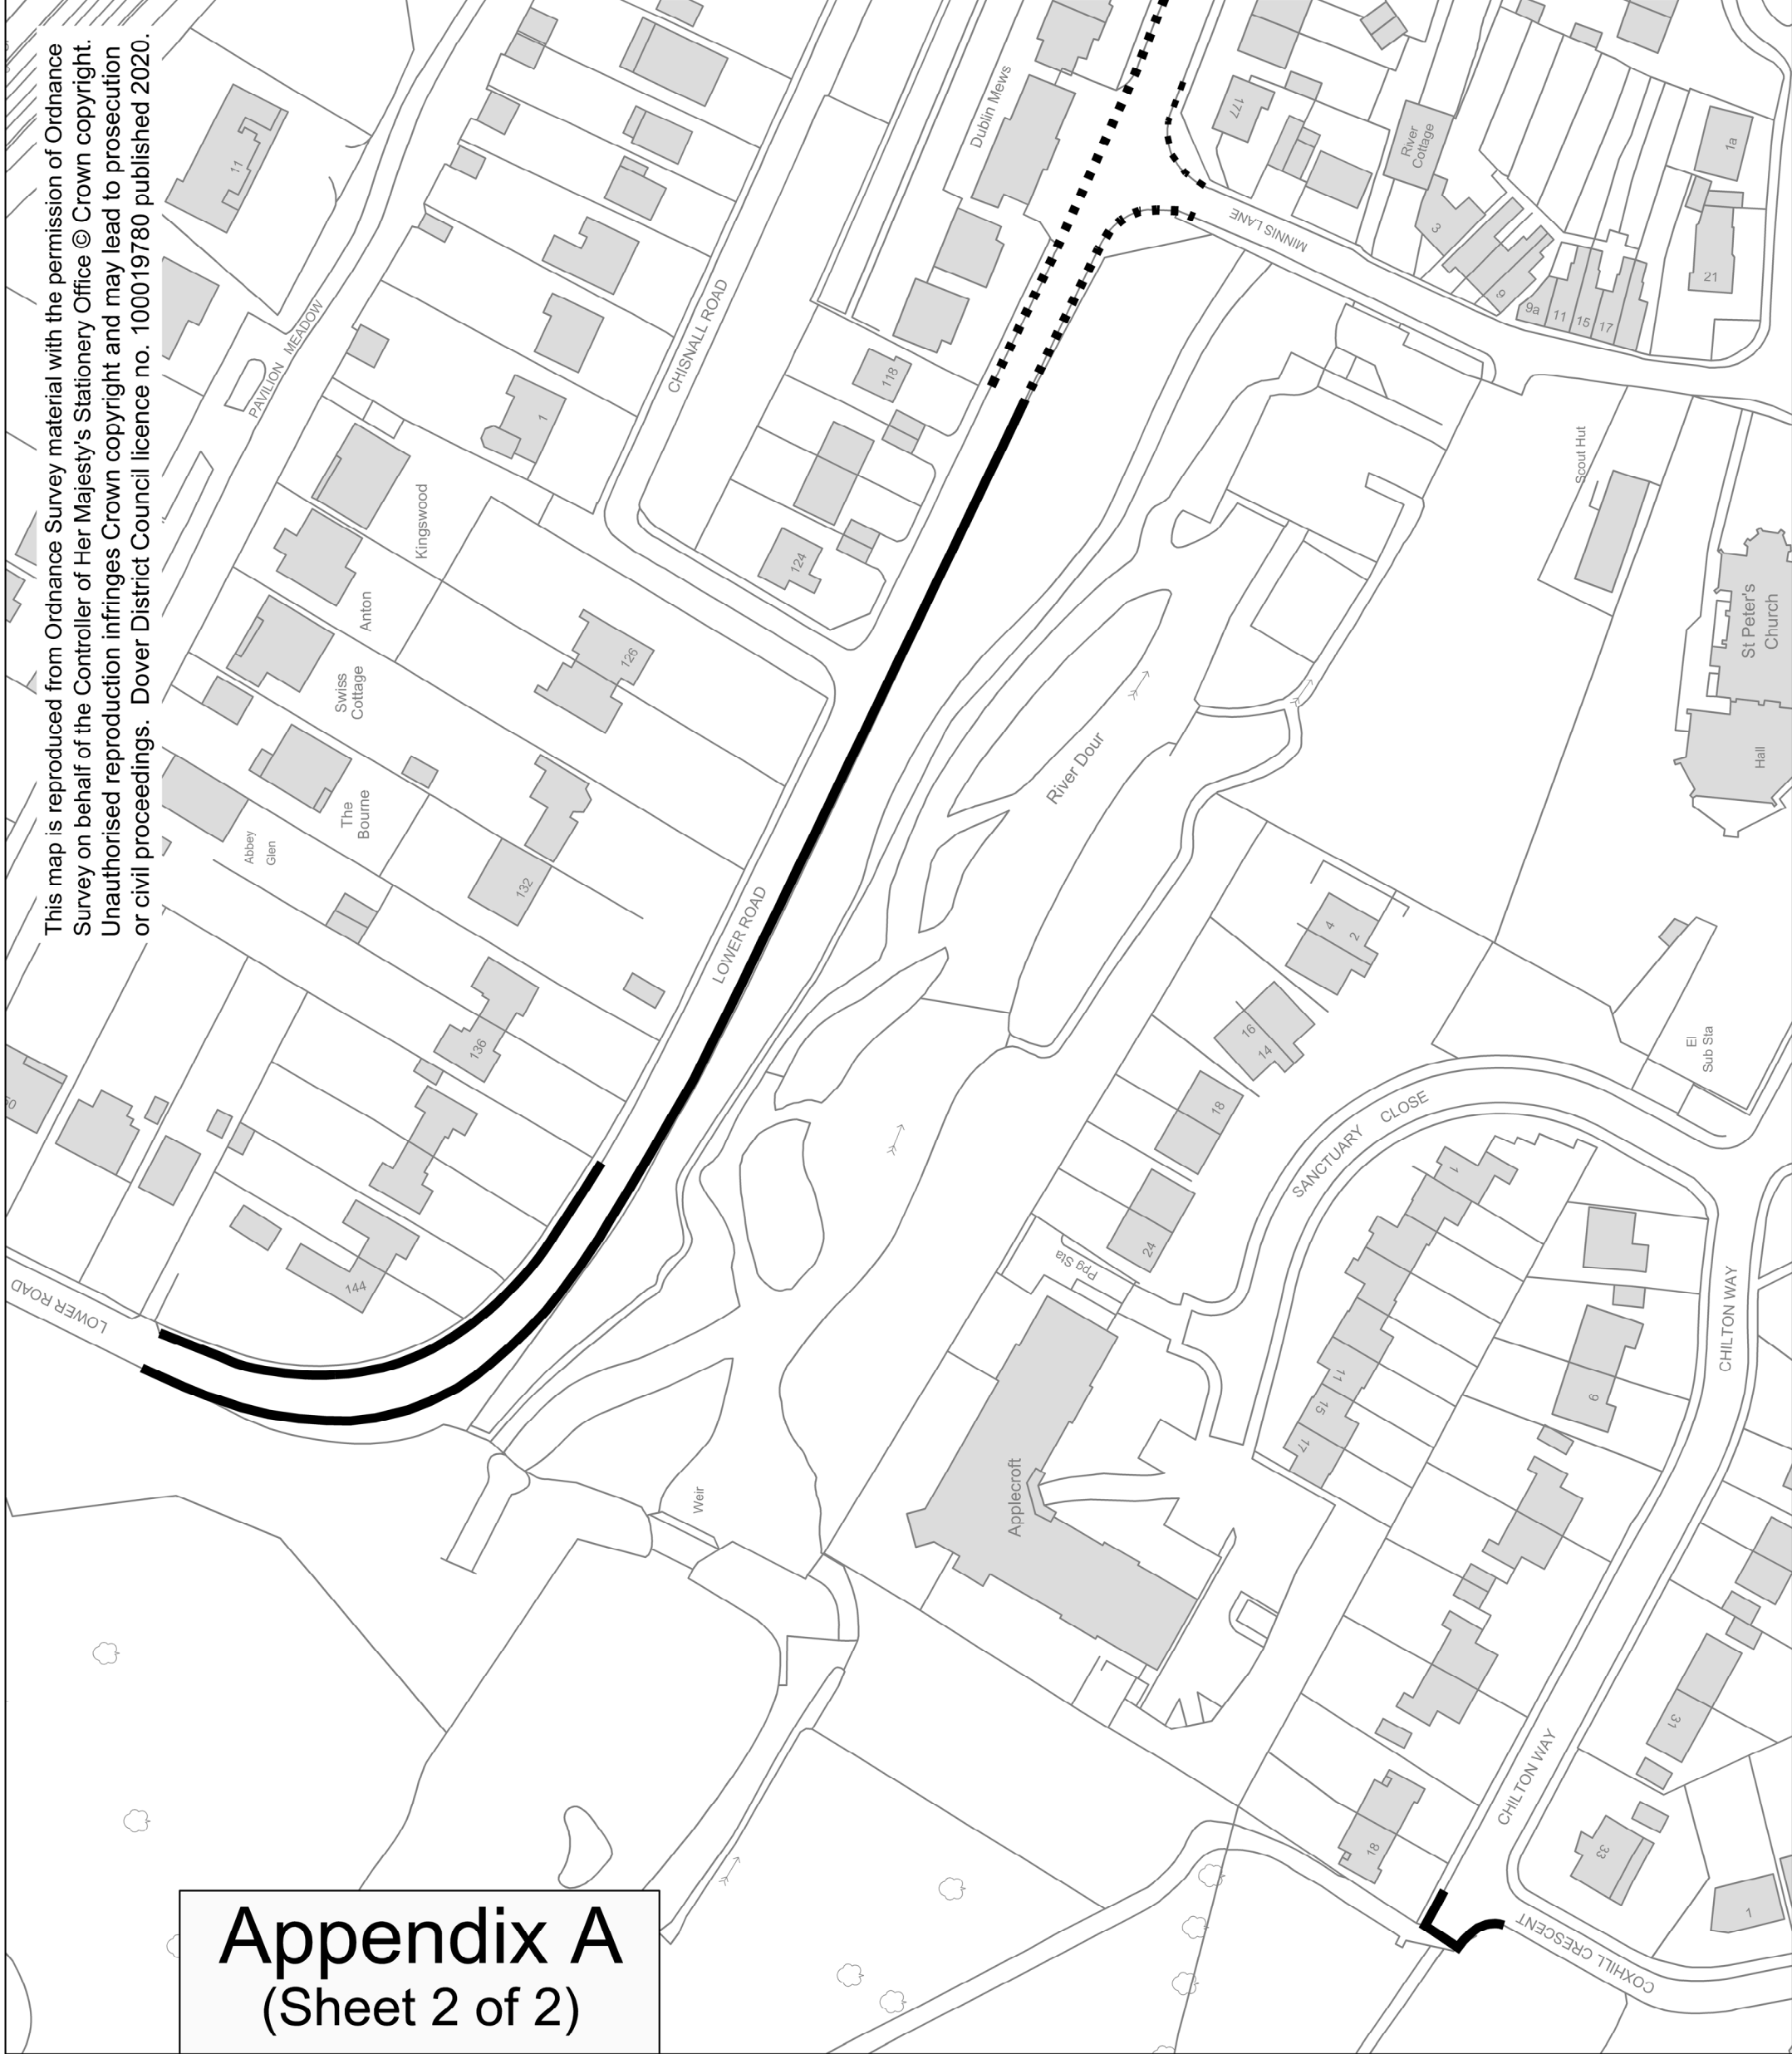 This map is reproduced from Ordnance Survey material with the permission of Ordnance
Survey on behalf of the Controller of Her Majesty's Stationery Office © Crown copyright.
Unauthorised reproduction infringes Crown copyright and may lead to prosecution
or civil proceedings. Dover District Council licence no. 100019780 published 2020.
11
PAVILION MEADOW
Dublin Mews
177
River
Cottage
1a
3
MINNIS LANE
9
9a
11
15
17
21
CHISNALL ROAD
118
1
Kingswood
124
Scout Hut
Anton
126
St Peter's
Church
Swiss
Cottage
River Dour
Hall
The
Bourne
Abbey
Glen
132
LOWER ROAD
4
2
136
16
14
El
Sub Sta
50
18
SANCTUARY CLOSE
1
144
24
Ppg Sta
LOWER ROAD
CHILTON WAY
11
15
17
9
Weir
Applecroft
31
CHILTON WAY
18
33
1
COXHILL CRESCENT
Appendix A
(Sheet 2 of 2)